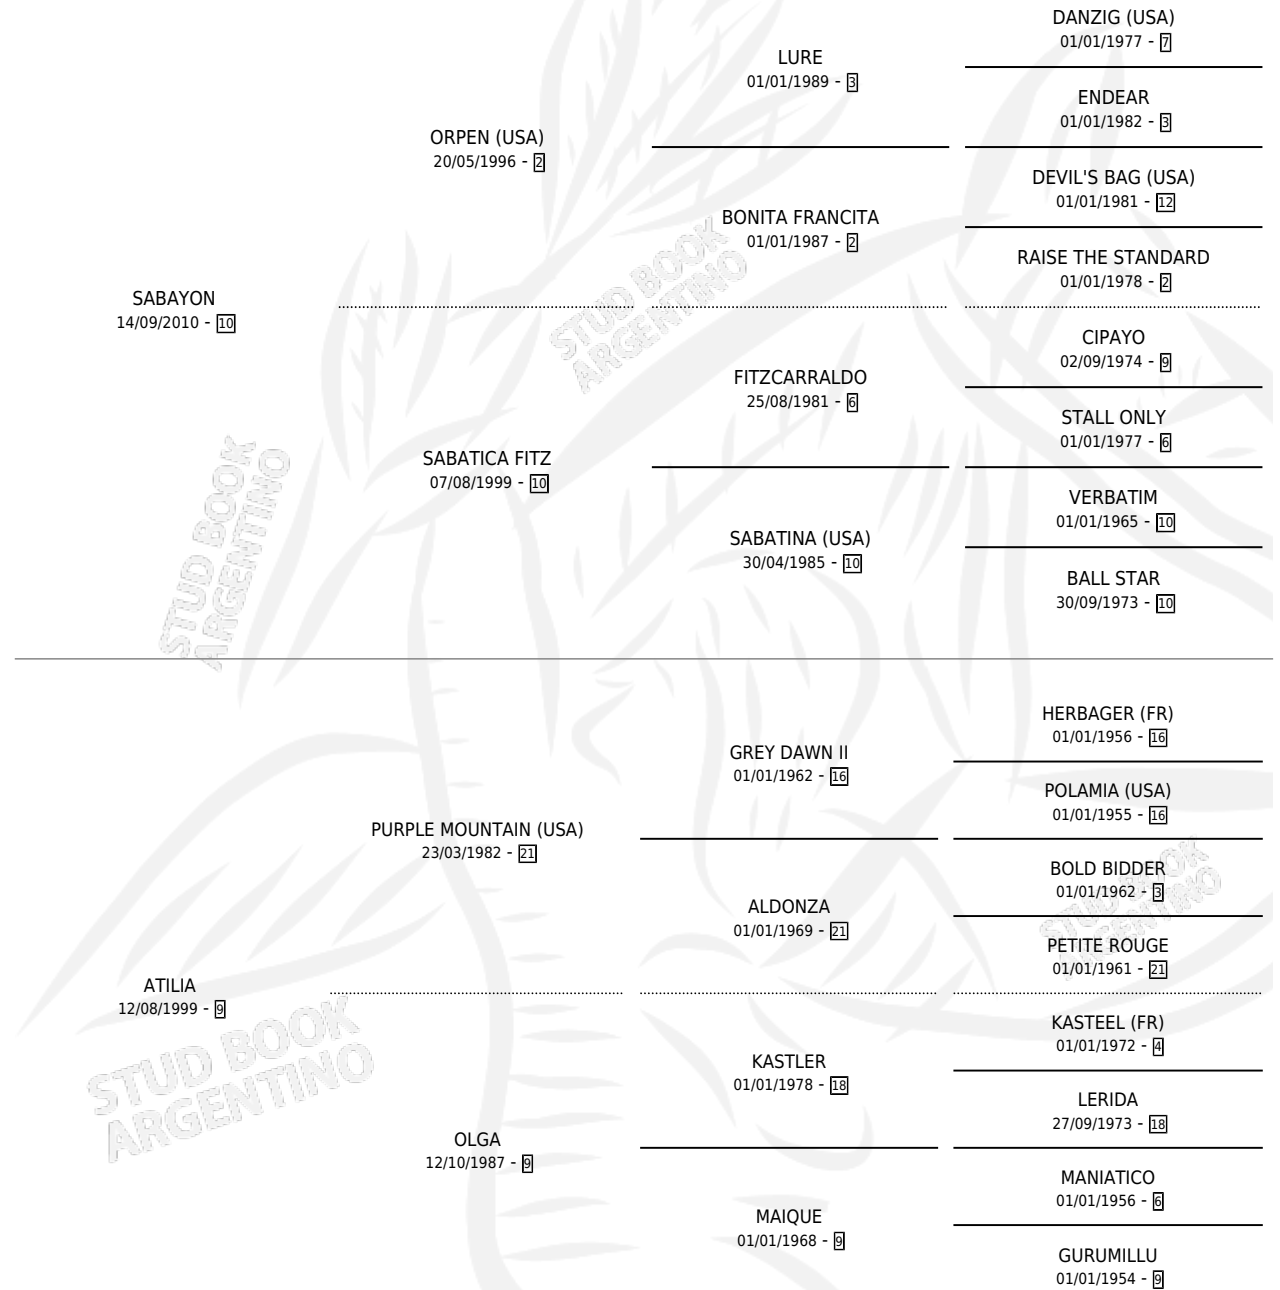 DANZIG (USA)
01/01/1977 - 7
LURE
01/01/1989 - 3
ENDEAR
01/01/1982 - 3
ORPEN (USA)
20/05/1996 - 2
DEVIL'S BAG (USA)
01/01/1981 - 12
BONITA FRANCITA
01/01/1987 - 2
RAISE THE STANDARD
01/01/1978 - 2
SABAYON
14/09/2010 - 10
CIPAYO
02/09/1974 - 9
FITZCARRALDO
25/08/1981 - 6
STALL ONLY
01/01/1977 - 6
SABATICA FITZ
07/08/1999 - 10
VERBATIM
01/01/1965 - 10
SABATINA (USA)
30/04/1985 - 10
BALL STAR
30/09/1973 - 10
STUD BOOK
ARGENTINO
STUD BOOK
ARGENTINO
HERBAGER (FR)
01/01/1956 - 16
GREY DAWN II
01/01/1962 - 16
POLAMIA (USA)
01/01/1955 - 16
PURPLE MOUNTAIN (USA)
23/03/1982 - 21
BOLD BIDDER
01/01/1962 - 3
ALDONZA
01/01/1969 - 21
PETITE ROUGE
01/01/1961 - 21
ATILIA
12/08/1999 - 9
KASTEEL (FR)
01/01/1972 - 4
KASTLER
01/01/1978 - 18
LERIDA
27/09/1973 - 18
OLGA
12/10/1987 - 9
MANIATICO
01/01/1956 - 6
MAIQUE
01/01/1968 - 9
GURUMILLU
01/01/1954 - 9
STUD BOOK
ARGENTINO
STUD BOOK
ARGENTINO